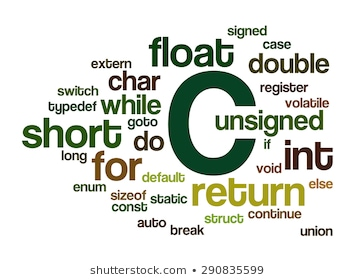 signed
float
case
extern
double
char
register
switch
C
volatile
typedef
while
goto
unsigned
short
do
if
long
for
int
void
default
enum
else
sizeof
static
return
const
struct
continue
auto
break
union
shutterstock.com • 290835599